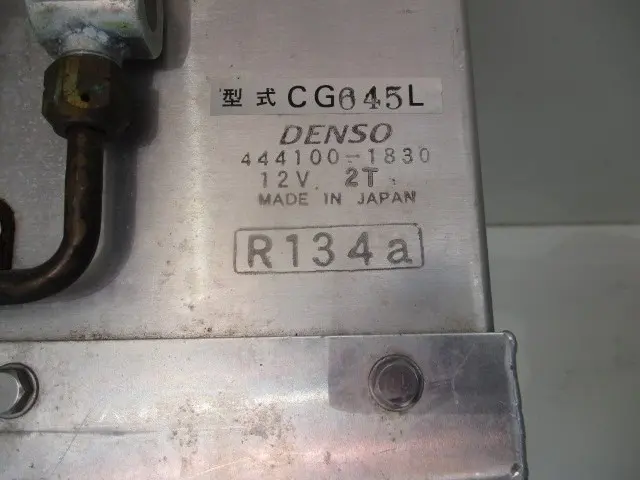 型式 CG645L
DENSO
444100-1830
12V 2T
MADE IN JAPAN
R134a